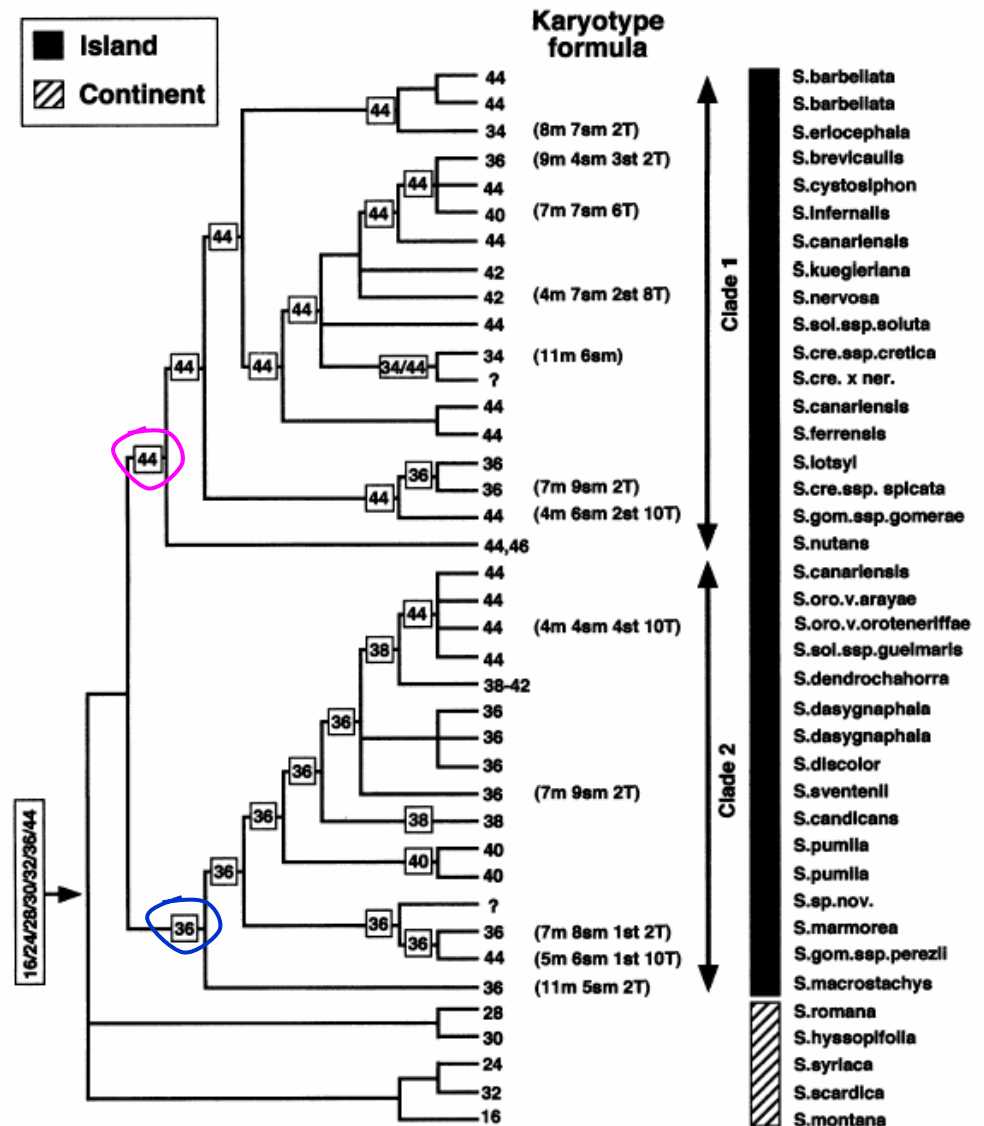 Island
Continent
Karyotype
formula
44 S.barbellata
44 44 S.barbellata
34 (8m 7sm 2T) S.eriocephala
36 (9m 4sm 3st 2T) S.brevicaulis
44 44 S.cystosiphon
44 40 (7m 7sm 6T) S.infernalis
44 44 S.canariensis
42 S.kuegleriana
42 (4m 7sm 2st 8T) S.nervosa
44 44 S.sol.ssp.soluta
34 (11m 6sm) S.cre.ssp.cretica
44 44 34/44 ? S.cre. x ner.
44 S.canariensis
44 S.ferrensis
44 36 S.lotsyi
36 36 (7m 9sm 2T) S.cre.ssp. spicata
44 44 (4m 6sm 2st 10T) S.gom.ssp.gomerae
44,46 S.nutans
Clade 1
44 S.canariensis
44 S.oro.v.arayae
44 44 (4m 4sm 4st 10T) S.oro.v.oroteneriffae
38 44 S.sol.ssp.gueimaris
38-42 S.dendrochahorra
36 S.dasygnaphala
36 36 S.dasygnaphala
36 36 S.discolor
36 (7m 9sm 2T) S.sventenii
36 38 38 S.candicans
40 S.pumila
36 40 40 S.pumila
? S.sp.nov.
36 36 36 (7m 8sm 1st 2T) S.marmorea
36 44 (5m 6sm 1st 10T) S.gom.ssp.perezii
36 (11m 5sm 2T) S.macrostachys
Clade 2
16/24/28/30/32/36/44
28 S.romana
30 S.hyssopifolia
24 S.syriaca
32 S.scardica
16 S.montana